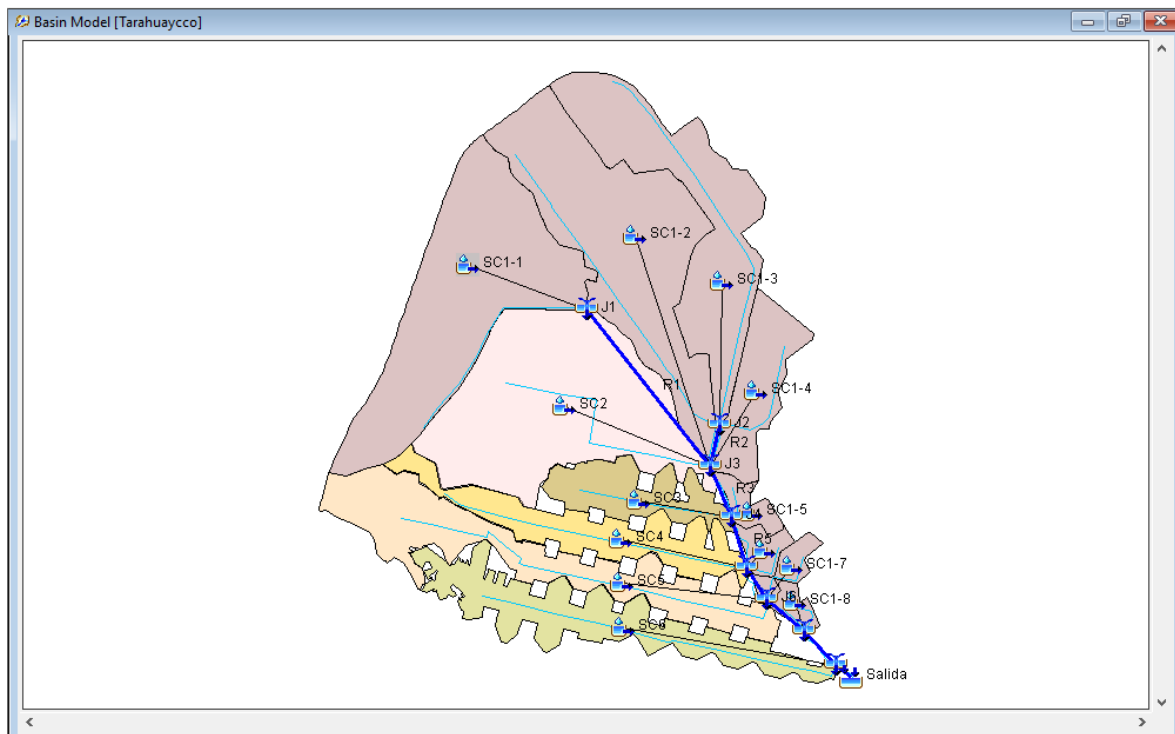 Basin Model [Tarahuaycco]
SC1-2
SC1-1
SC1-3
J1
R1
SC1-4
SC2
J2
R2
J3
R3
SC3
SC1-5
SC4
R5
SC1-7
SC5
J6
SC1-8
SC6
Salida